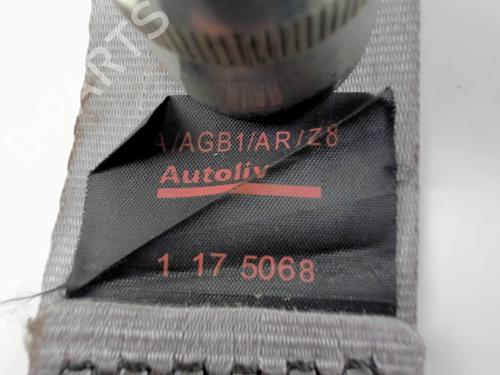 B-PARTS
A/AGB1/AR/Z8
Autoliv
1 17 5068